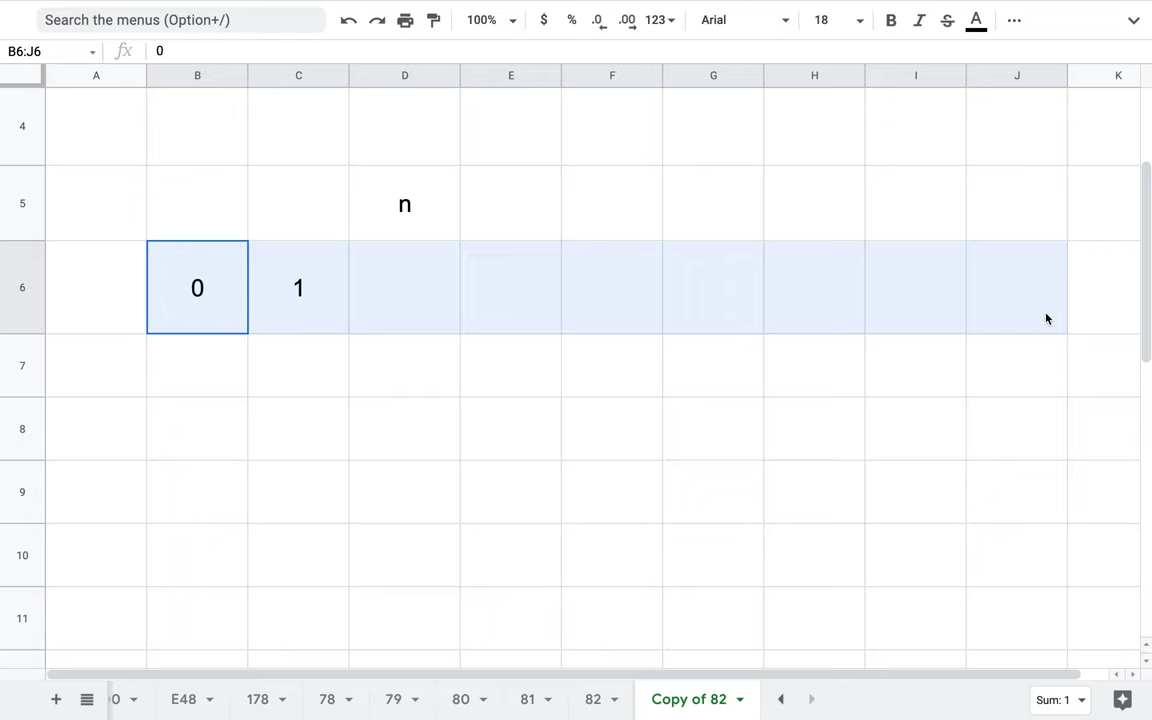 Search the menus (Option+/) 100% $ % .0 .00 123 Arial 18 B I S A
B6:J6 fx 0
A B C D E F G H I J K
4
5 n
6 0 1
7
8
9
10
11
+ 0 E48 178 78 79 80 81 82 Copy of 82 Sum: 1